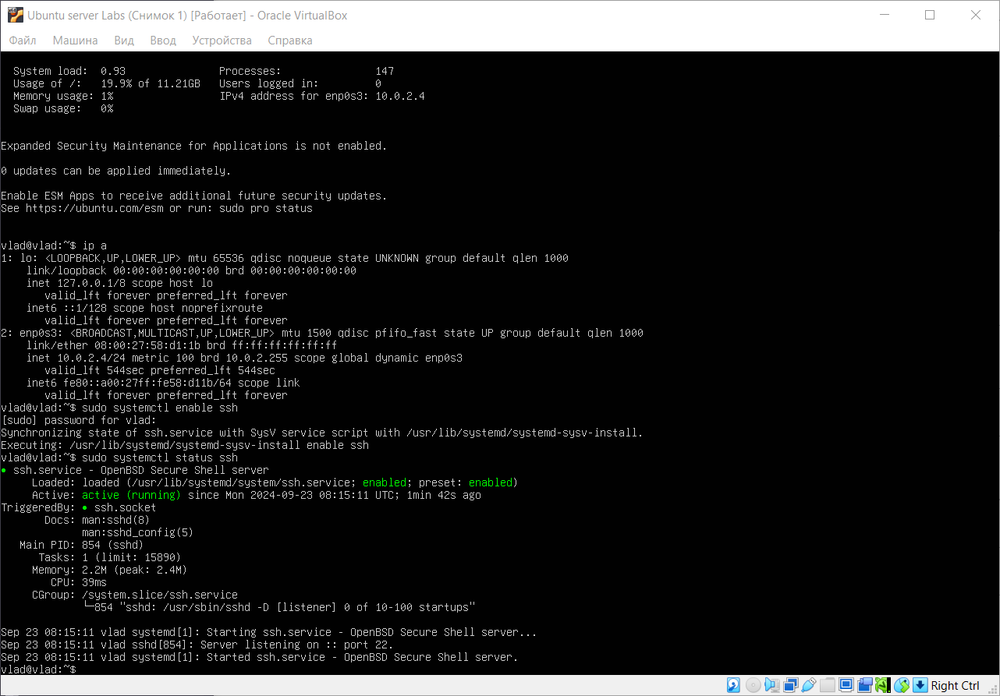 Ubuntu server Labs (Снимок 1) [Работает] - Oracle VirtualBox
Файл Машина Вид Ввод Устройства Справка
System load: 0.93 Processes: 147
Usage of /: 19.9% of 11.21GB Users logged in: 0
Memory usage: 1% IPv4 address for enp0s3: 10.0.2.4
Swap usage: 0%
Expanded Security Maintenance for Applications is not enabled.
0 updates can be applied immediately.
Enable ESM Apps to receive additional future security updates.
See https://ubuntu.com/esm or run: sudo pro status
vlad@vlad:~$ ip a
1: lo: <LOOPBACK,UP,LOWER_UP> mtu 65536 qdisc noqueue state UNKNOWN group default qlen 1000
link/loopback 00:00:00:00:00:00 brd 00:00:00:00:00:00
inet 127.0.0.1/8 scope host lo
valid_lft forever preferred_lft forever
inet6 ::1/128 scope host noprefixroute
valid_lft forever preferred_lft forever
2: enp0s3: <BROADCAST,MULTICAST,UP,LOWER_UP> mtu 1500 qdisc pfifo_fast state UP group default qlen 1000
link/ether 08:00:27:58:d1:1b brd ff:ff:ff:ff:ff:ff
inet 10.0.2.4/24 metric 100 brd 10.0.2.255 scope global dynamic enp0s3
valid_lft 544sec preferred_lft 544sec
inet6 fe80::a00:27ff:fe58:d11b/64 scope link
valid_lft forever preferred_lft forever
vlad@vlad:~$ sudo systemctl enable ssh
[sudo] password for vlad:
Synchronizing state of ssh.service with SysV service script with /usr/lib/systemd/systemd-sysv-install.
Executing: /usr/lib/systemd/systemd-sysv-install enable ssh
vlad@vlad:~$ sudo systemctl status ssh
● ssh.service - OpenBSD Secure Shell server
Loaded: loaded (/usr/lib/systemd/system/ssh.service; enabled; preset: enabled)
Active: active (running) since Mon 2024-09-23 08:15:11 UTC; 1min 42s ago
TriggeredBy: ● ssh.socket
Docs: man:sshd(8)
man:sshd_config(5)
Main PID: 854 (sshd)
Tasks: 1 (limit: 15890)
Memory: 2.2M (peak: 2.4M)
CPU: 39ms
CGroup: /system.slice/ssh.service
└─854 "sshd: /usr/sbin/sshd -D [listener] 0 of 10-100 startups"
Sep 23 08:15:11 vlad systemd[1]: Starting ssh.service - OpenBSD Secure Shell server...
Sep 23 08:15:11 vlad sshd[854]: Server listening on :: port 22.
Sep 23 08:15:11 vlad systemd[1]: Started ssh.service - OpenBSD Secure Shell server.
vlad@vlad:~$
Right Ctrl